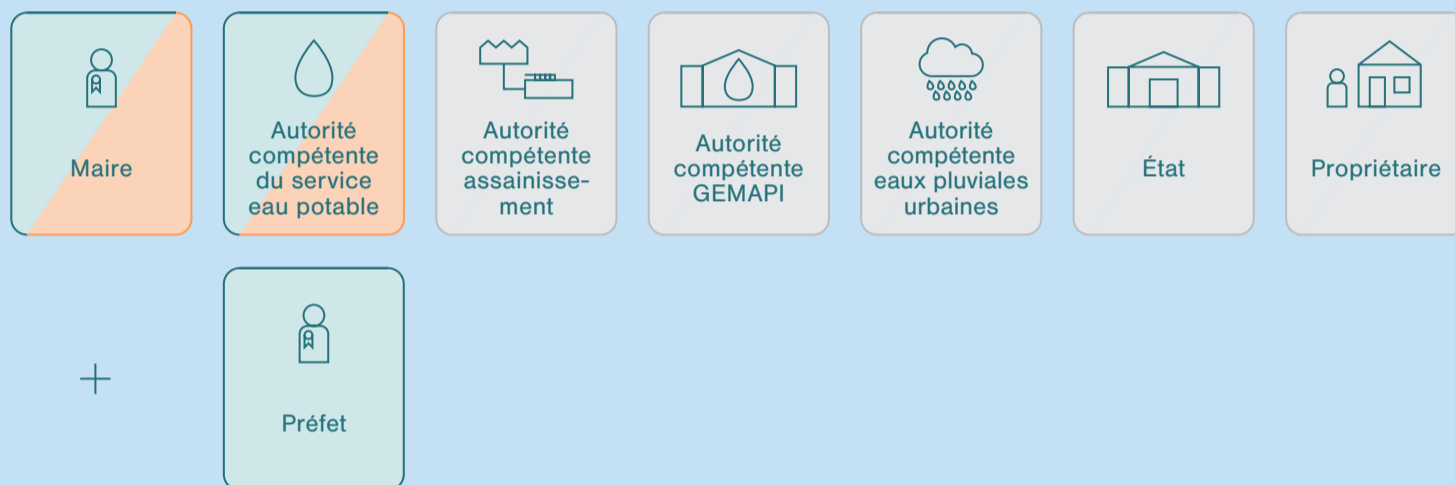 Maire
Autorité
compétente
du service
eau potable
Autorité
compétente
assainisse-
ment
Autorité
compétente
GEMAPI
Autorité
compétente
eaux pluviales
urbaines
État
Propriétaire
Préfet